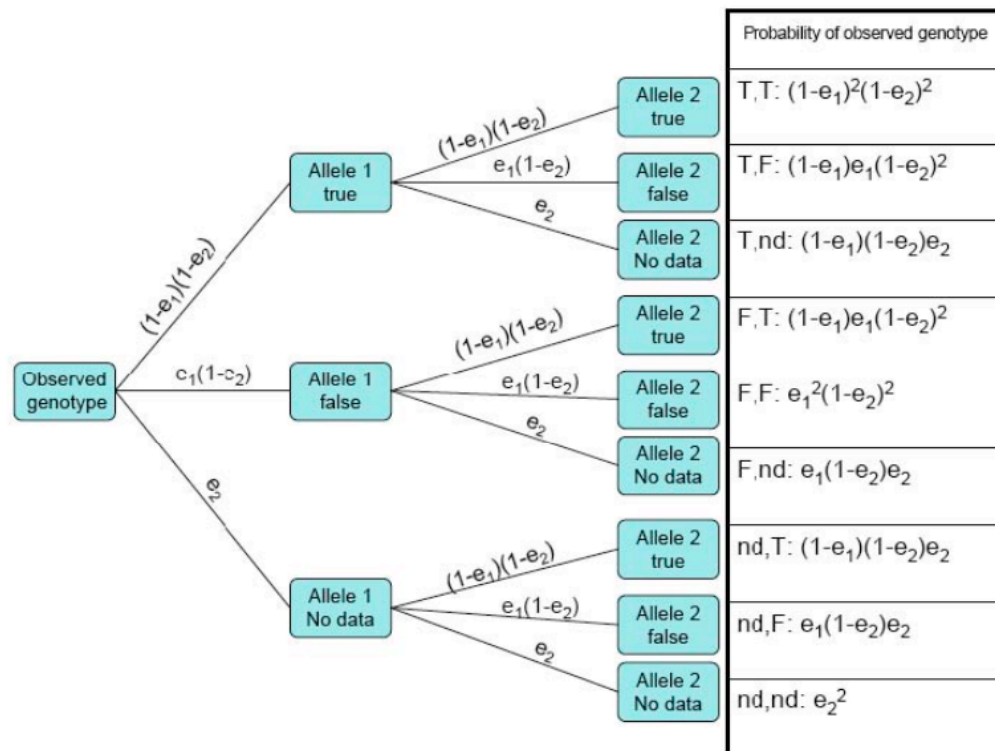 Probability of observed genotype
Allele 2
true
T,T: (1-e₁)²(1-e₂)²
(1-e₁)(1-e₂)
Allele 1
true
e₁(1-e₂)
Allele 2
false
T,F: (1-e₁)e₁(1-e₂)²
e₂
Allele 2
No data
T,nd: (1-e₁)(1-e₂)e₂
(1-e₁)(1-e₂)
Allele 2
true
F,T: (1-e₁)e₁(1-e₂)²
(1-e₁)(1-e₂)
Observed
genotype
c₁(1-c₂)
Allele 1
false
e₁(1-e₂)
Allele 2
false
F,F: e₁²(1-e₂)²
e₂
Allele 2
No data
F,nd: e₁(1-e₂)e₂
e₂
Allele 2
true
nd,T: (1-e₁)(1-e₂)e₂
(1-e₁)(1-e₂)
Allele 1
No data
e₁(1-e₂)
Allele 2
false
nd,F: e₁(1-e₂)e₂
e₂
Allele 2
No data
nd,nd: e₂²